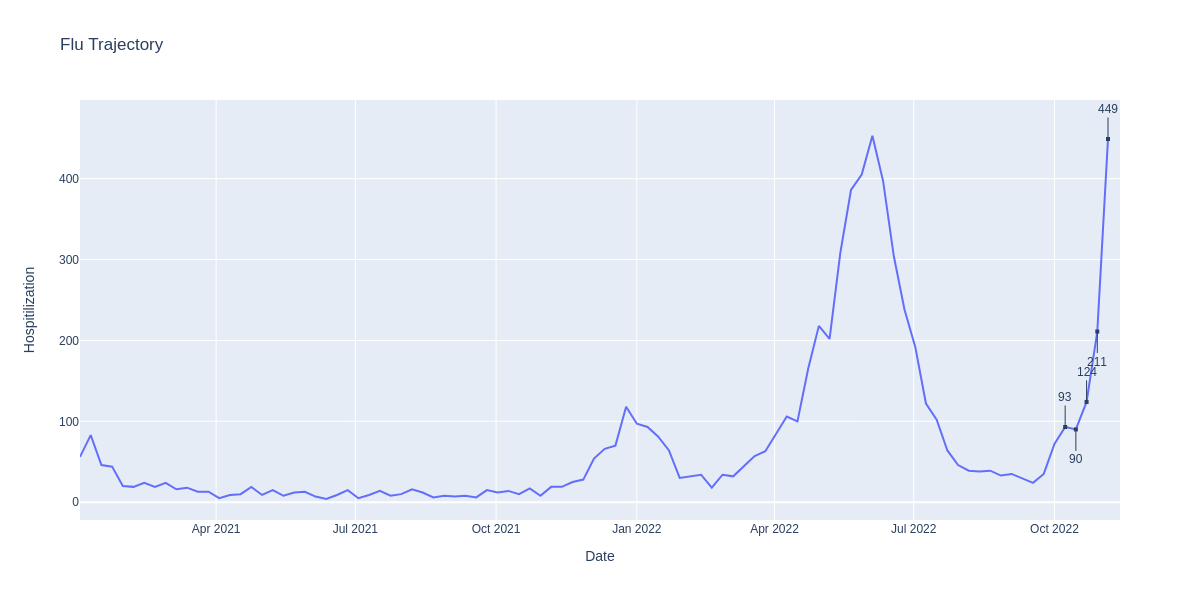 Flu Trajectory
449
400
300
Hospitilization
200
211
124
93
100
90
0
Apr 2021
Jul 2021
Oct 2021
Jan 2022
Apr 2022
Jul 2022
Oct 2022
Date